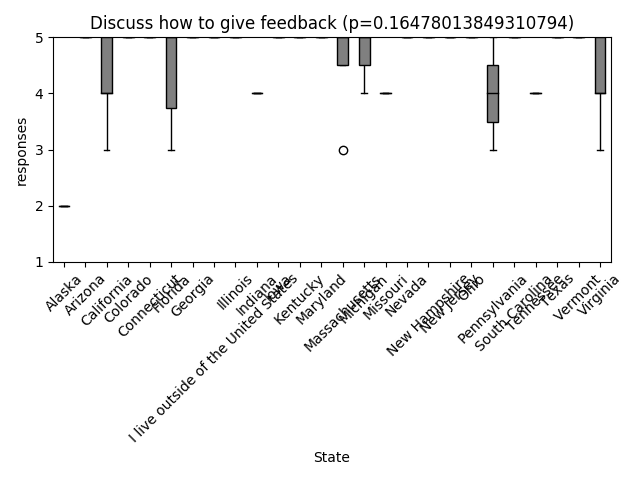 Discuss how to give feedback (p=0.16478013849310794)
responses
5
4
3
2
1
Alaska
Arizona
California
Colorado
Connecticut
Florida
Georgia
I live outside of the United States
Illinois
Indiana
Iowa
Kentucky
Maryland
Massachusetts
Michigan
Missouri
Nevada
New Hampshire
New Jersey
Ohio
Pennsylvania
South Carolina
Tennesse
Texas
Vermont
Virginia
State